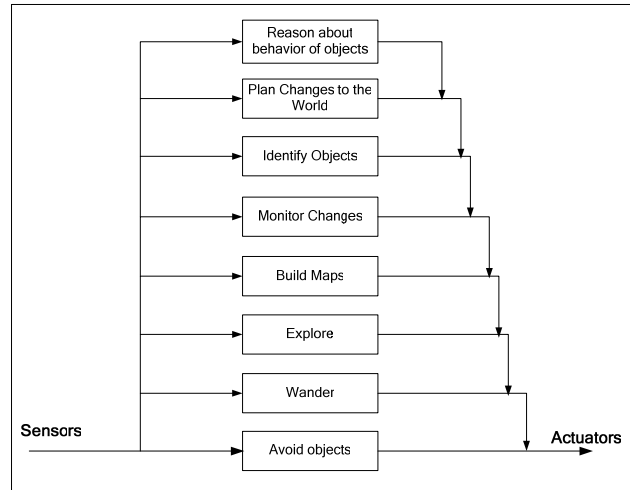 Reason about
behavior of objects
Plan Changes to the
World
Identify Objects
Monitor Changes
Build Maps
Explore
Wander
Sensors
Avoid objects
Actuators